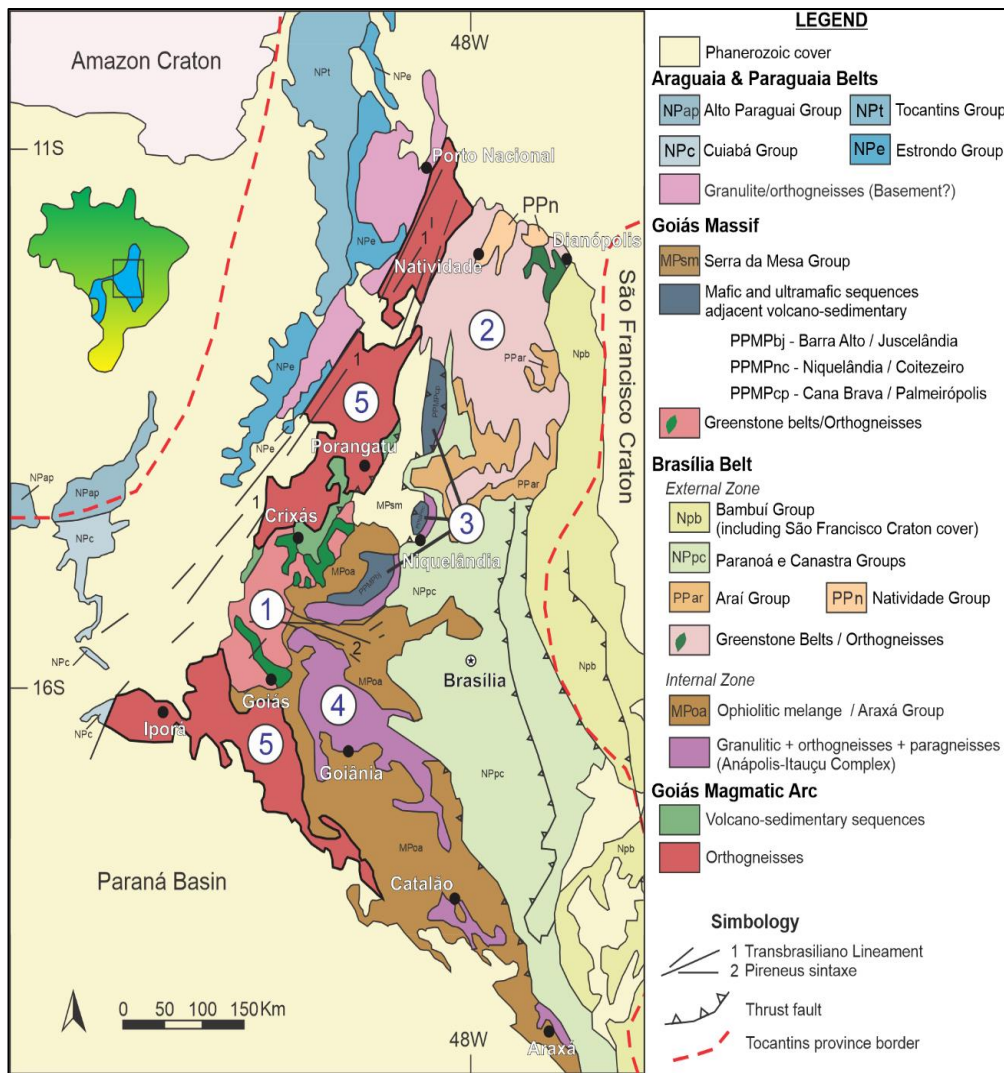 Amazon Craton
48W
NPt
NPe
NPe
11S
Porto Nacional
PPn
Dianópolis
NPe
1
1
Natividade
São Francisco Craton
2
Npb
PPar
NPe
1
PPMPcp
5
NPe
Porangatu
PPar
NPap
NPap
1
MPsm
NPc
Crixás
3
Niquelândia
MPoa
PPMPbj
NPpc
1
2
NPc
MPoa
Brasília
Npb
16S
Goiás
4
NPc
Iporá
5
Goiânia
NPpc
MPoa
Npb
Paraná Basin
Catalão
0 50 100 150Km
48W
Araxá
LEGEND
Phanerozoic cover
Araguaia & Paraguaia Belts
NPap Alto Paraguai Group NPt Tocantins Group
NPc Cuiabá Group NPe Estrondo Group
Granulite/orthogneisses (Basement?)
Goiás Massif
MPsm Serra da Mesa Group
Mafic and ultramafic sequences
adjacent volcano-sedimentary
PPMPbj - Barra Alto / Juscelândia
PPMPnc - Niquelândia / Coitezeiro
PPMPcp - Cana Brava / Palmeirópolis
Greenstone belts/Orthogneisses
Brasília Belt
External Zone
Npb Bambuí Group
(including São Francisco Craton cover)
NPpc Paranoá e Canastra Groups
PPar Araí Group PPn Natividade Group
Greenstone Belts / Orthogneisses
Internal Zone
MPoa Ophiolitic melange / Araxá Group
Granulitic + orthogneisses + paragneisses
(Anápolis-Itauçu Complex)
Goiás Magmatic Arc
Volcano-sedimentary sequences
Orthogneisses
Simbology
1 Transbrasiliano Lineament
2 Pireneus sintaxe
Thrust fault
Tocantins province border